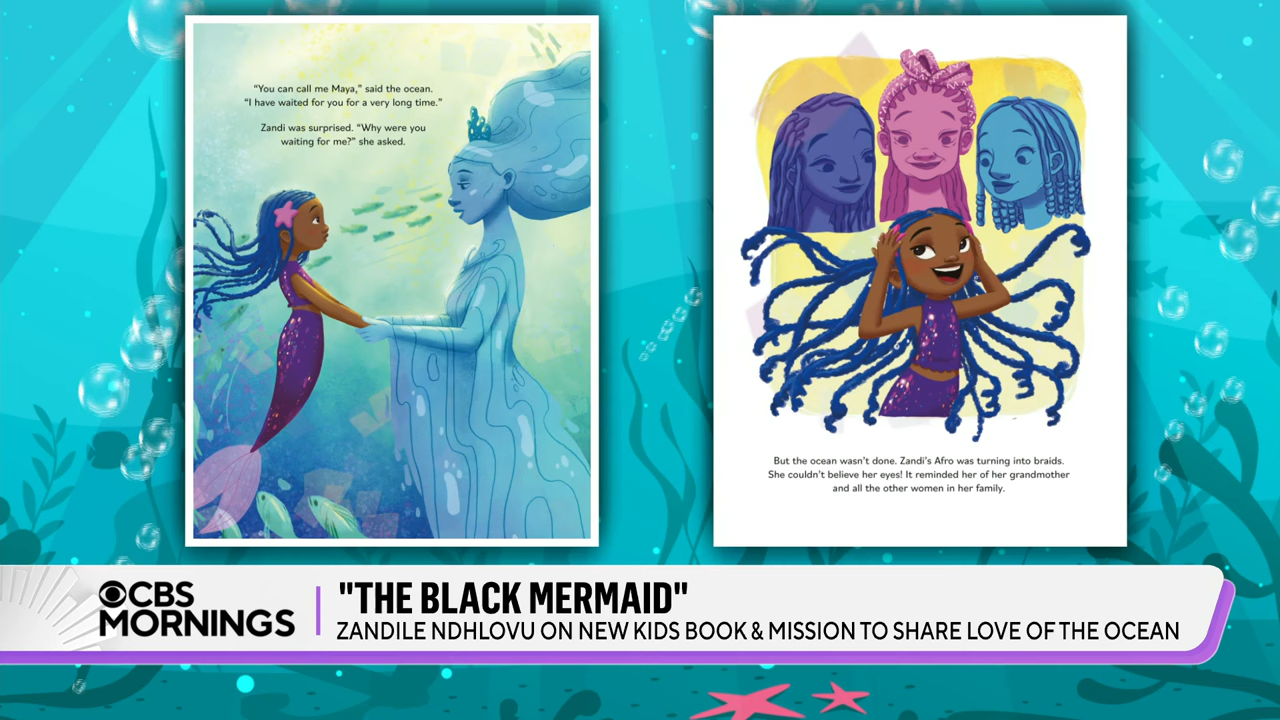 “You can call me Maya,” said the ocean.
“I have waited for you for a very long time.”
Zandi was surprised. “Why were you
waiting for me?” she asked.
But the ocean wasn’t done. Zandi’s Afro was turning into braids.
She couldn’t believe her eyes! It reminded her of her grandmother
and all the other women in her family.
CBS
MORNINGS
"THE BLACK MERMAID"
ZANDILE NDHLOVU ON NEW KIDS BOOK & MISSION TO SHARE LOVE OF THE OCEAN